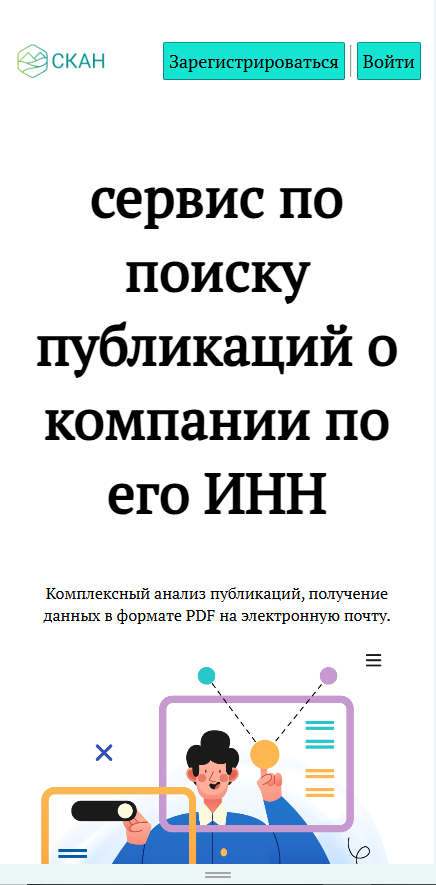 СКАН
Зарегистрироваться
Войти
сервис по
поиску
публикаций о
компании по
его ИНН
Комплексный анализ публикаций, получение
данных в формате PDF на электронную почту.